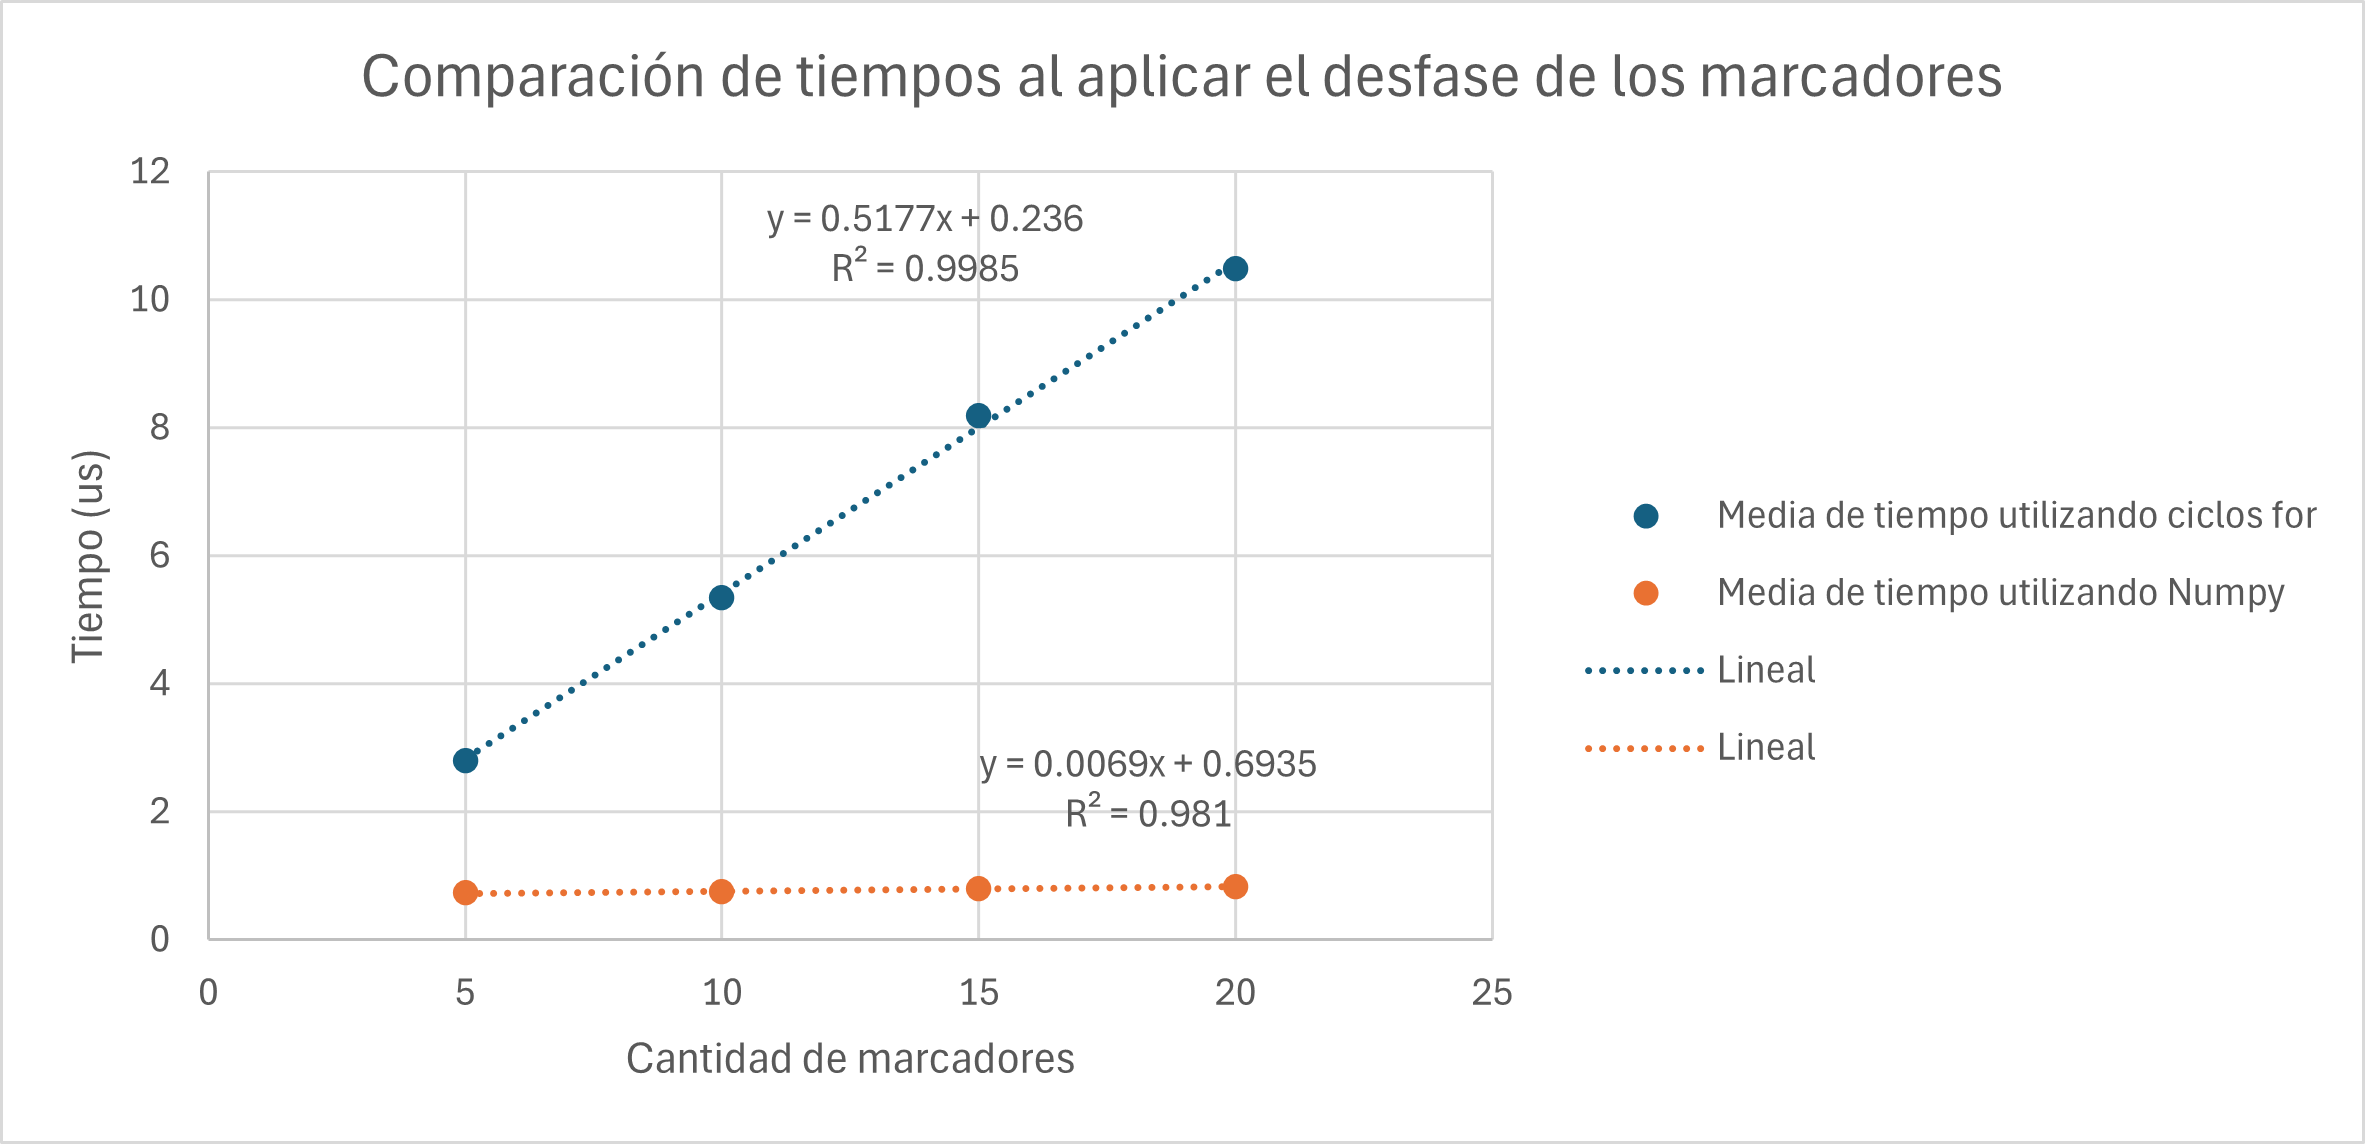 Comparación de tiempos al aplicar el desfase de los marcadores
12
10
8
6
4
2
0
Tiempo (us)
y = 0.5177x + 0.236
R² = 0.9985
y = 0.0069x + 0.6935
R² = 0.981
0 5 10 15 20 25
Cantidad de marcadores
Media de tiempo utilizando ciclos for
Media de tiempo utilizando Numpy
Lineal
Lineal